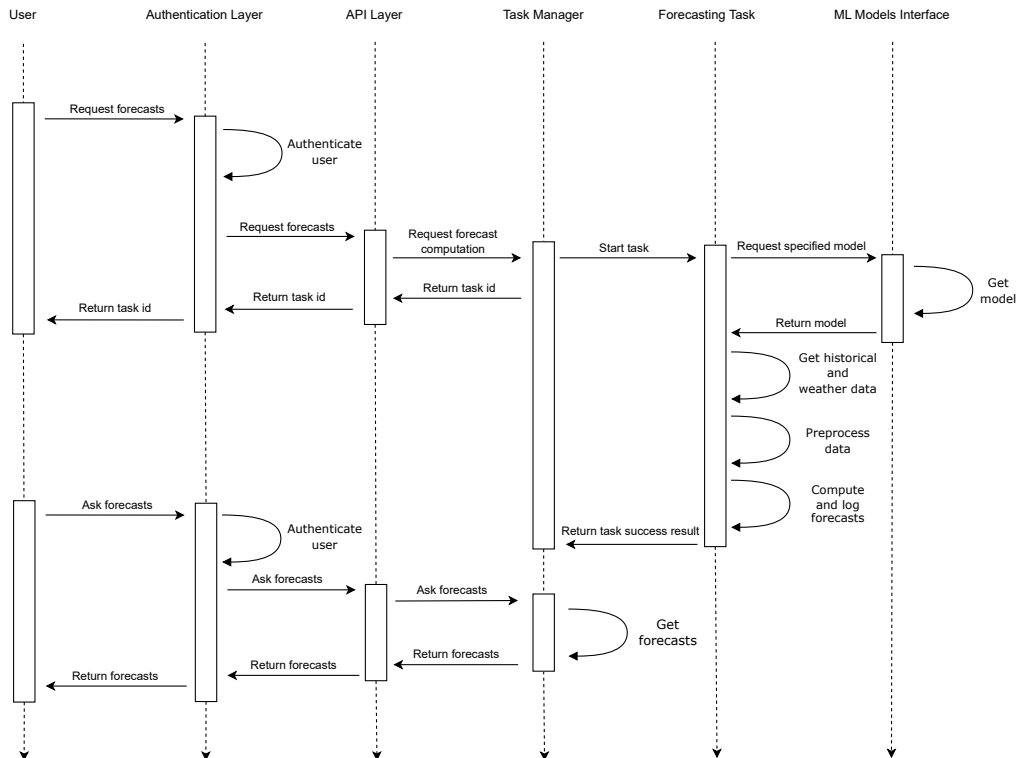 User
Authentication Layer
API Layer
Task Manager
Forecasting Task
ML Models Interface
Request forecasts
Authenticate
user
Request forecasts
Request forecast
computation
Start task
Request specified model
Get
model
Return task id
Return task id
Return task id
Return model
Get historical
and
weather data
Preprocess
data
Compute
and log
forecasts
Ask forecasts
Authenticate
user
Return task success result
Ask forecasts
Ask forecasts
Get
forecasts
Return forecasts
Return forecasts
Return forecasts